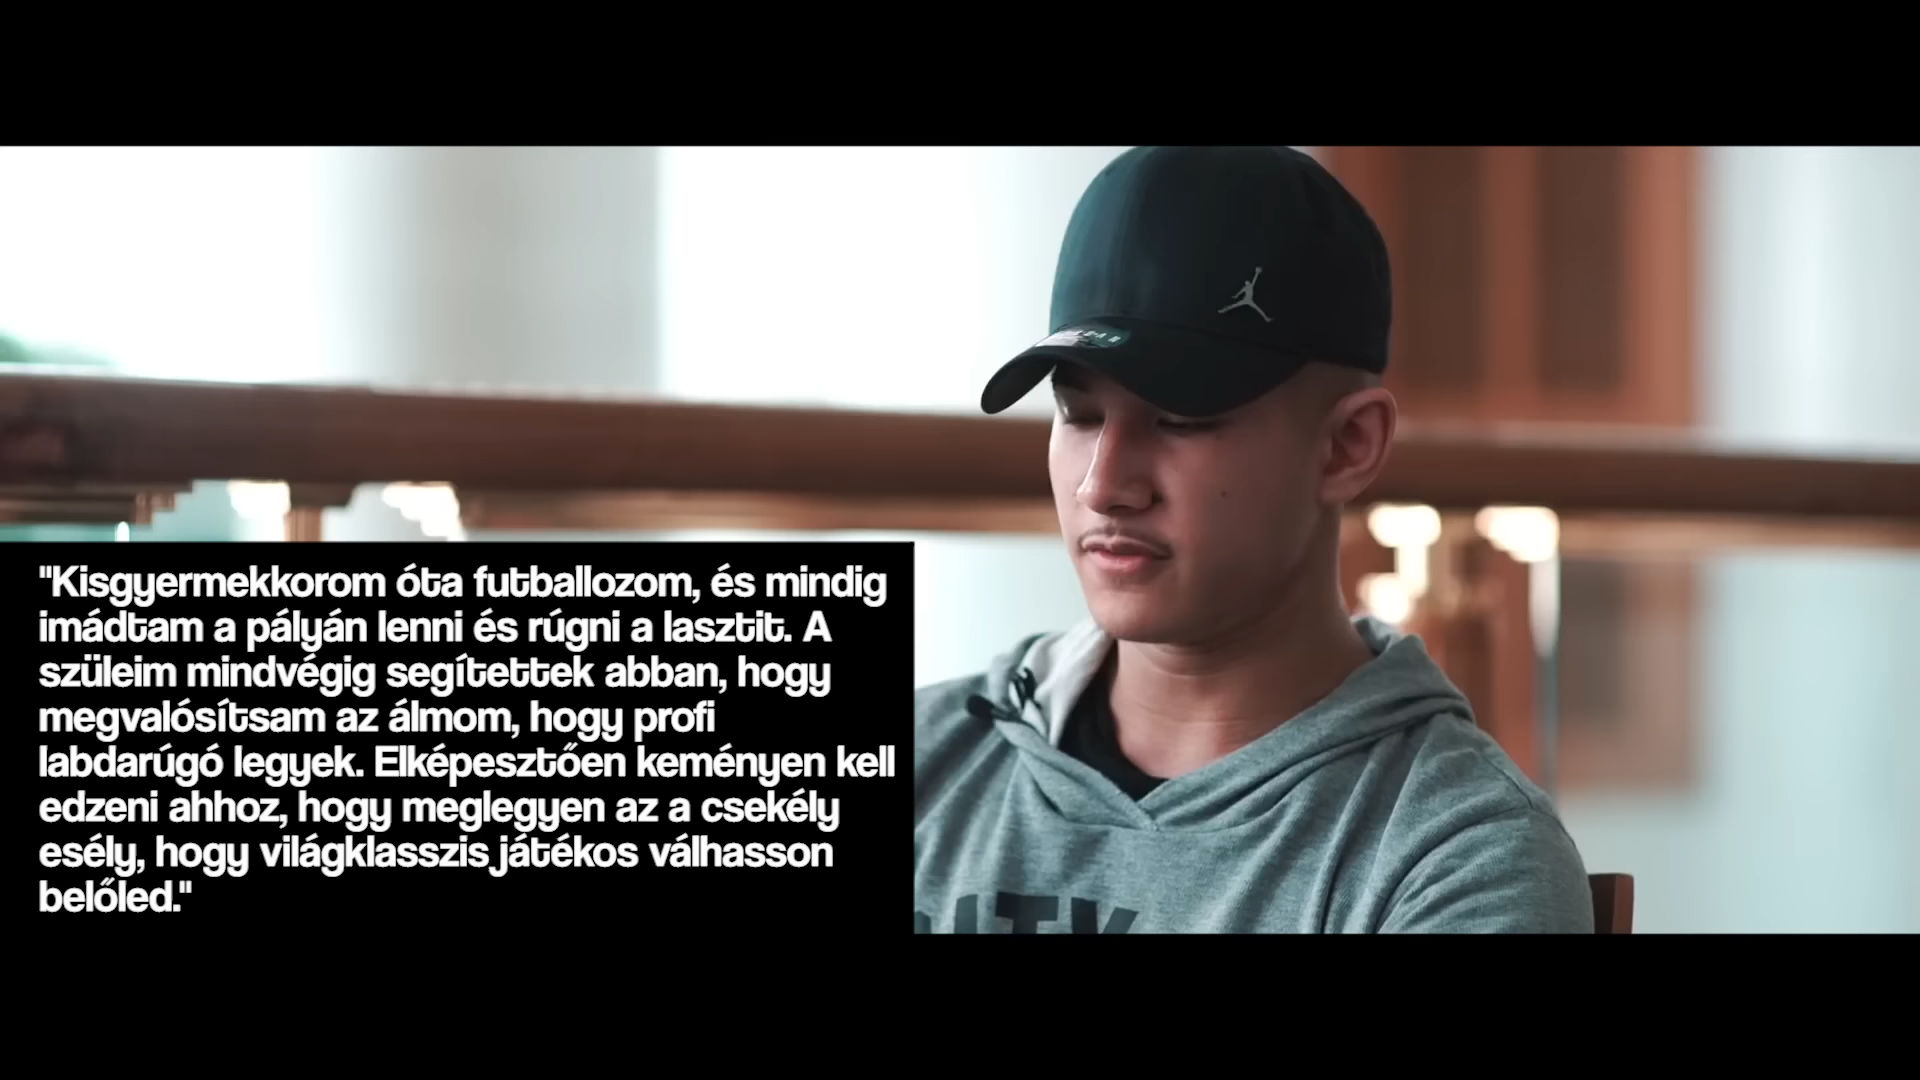 "Kisgyermekkorom óta futballozom, és mindig
imádtam a pályán lenni és rúgni a lasztit. A
szüleim mindvégig segítettek abban, hogy
megvalósítsam az álmom, hogy profi
labdarúgó legyek. Elképesztően keményen kell
edzeni ahhoz, hogy meglegyen az a csekély
esély, hogy világklasszis játékos válhasson
belőled."